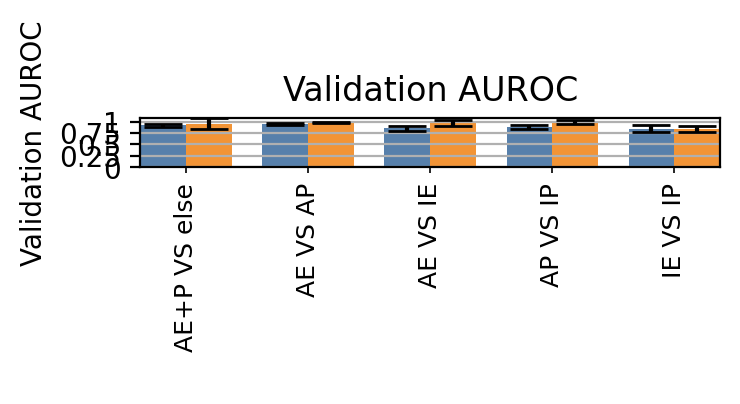 Validation AUROC
Validation AUROC
1
0.75
0.5
0.25
0
AE+P VS else
AE VS AP
AE VS IE
AP VS IP
IE VS IP